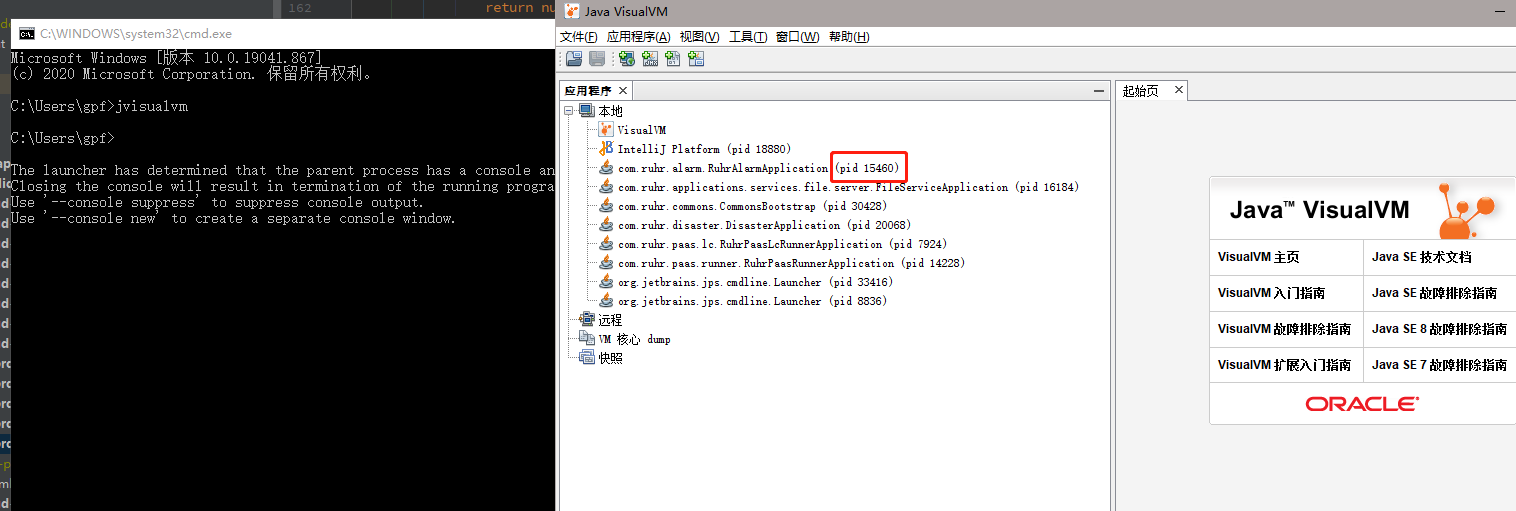 162
return nu
C:\WINDOWS\system32\cmd.exe
Microsoft Windows [版本 10.0.19041.867]
(c) 2020 Microsoft Corporation. 保留所有权利。
C:\Users\gpf>jvisualvm
C:\Users\gpf>
The launcher has determined that the parent process has a console an
Closing the console will result in termination of the running progra
Use '--console suppress' to suppress console output.
Use '--console new' to create a separate console window.
Java VisualVM
文件(F) 应用程序(A) 视图(V) 工具(T) 窗口(W) 帮助(H)
应用程序
本地
VisualVM
IntelliJ Platform (pid 18880)
com.ruhr.alarm.RuhrAlarmApplication (pid 15460)
com.ruhr.applications.services.file.server.FileServiceApplication (pid 16184)
com.ruhr.commons.CommonsBootstrap (pid 30428)
com.ruhr.disaster.DisasterApplication (pid 20068)
com.ruhr.paas.lc.RuhrPaasLcRunnerApplication (pid 7924)
com.ruhr.paas.runner.RuhrPaasRunnerApplication (pid 14228)
org.jetbrains.jps.cmdline.Launcher (pid 33416)
org.jetbrains.jps.cmdline.Launcher (pid 8836)
远程
VM 核心 dump
快照
起始页
Java™ VisualVM
VisualVM 主页
Java SE 技术文档
VisualVM 入门指南
Java SE 故障排除指南
VisualVM 故障排除指南
Java SE 8 故障排除指南
VisualVM 扩展入门指南
Java SE 7 故障排除指南
ORACLE